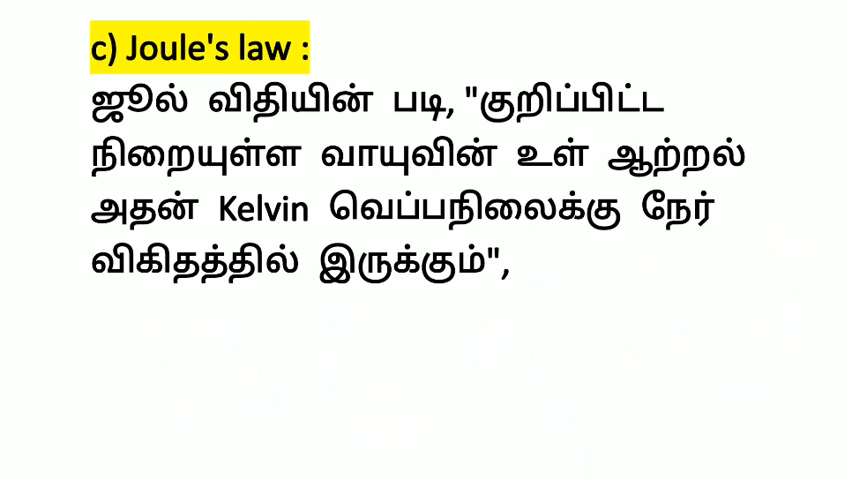 c) Joule's law :
ஜூல் விதியின் படி, "குறிப்பிட்ட
நிறையுள்ள வாயுவின் உள் ஆற்றல்
அதன் Kelvin வெப்பநிலைக்கு நேர்
விகிதத்தில் இருக்கும்",